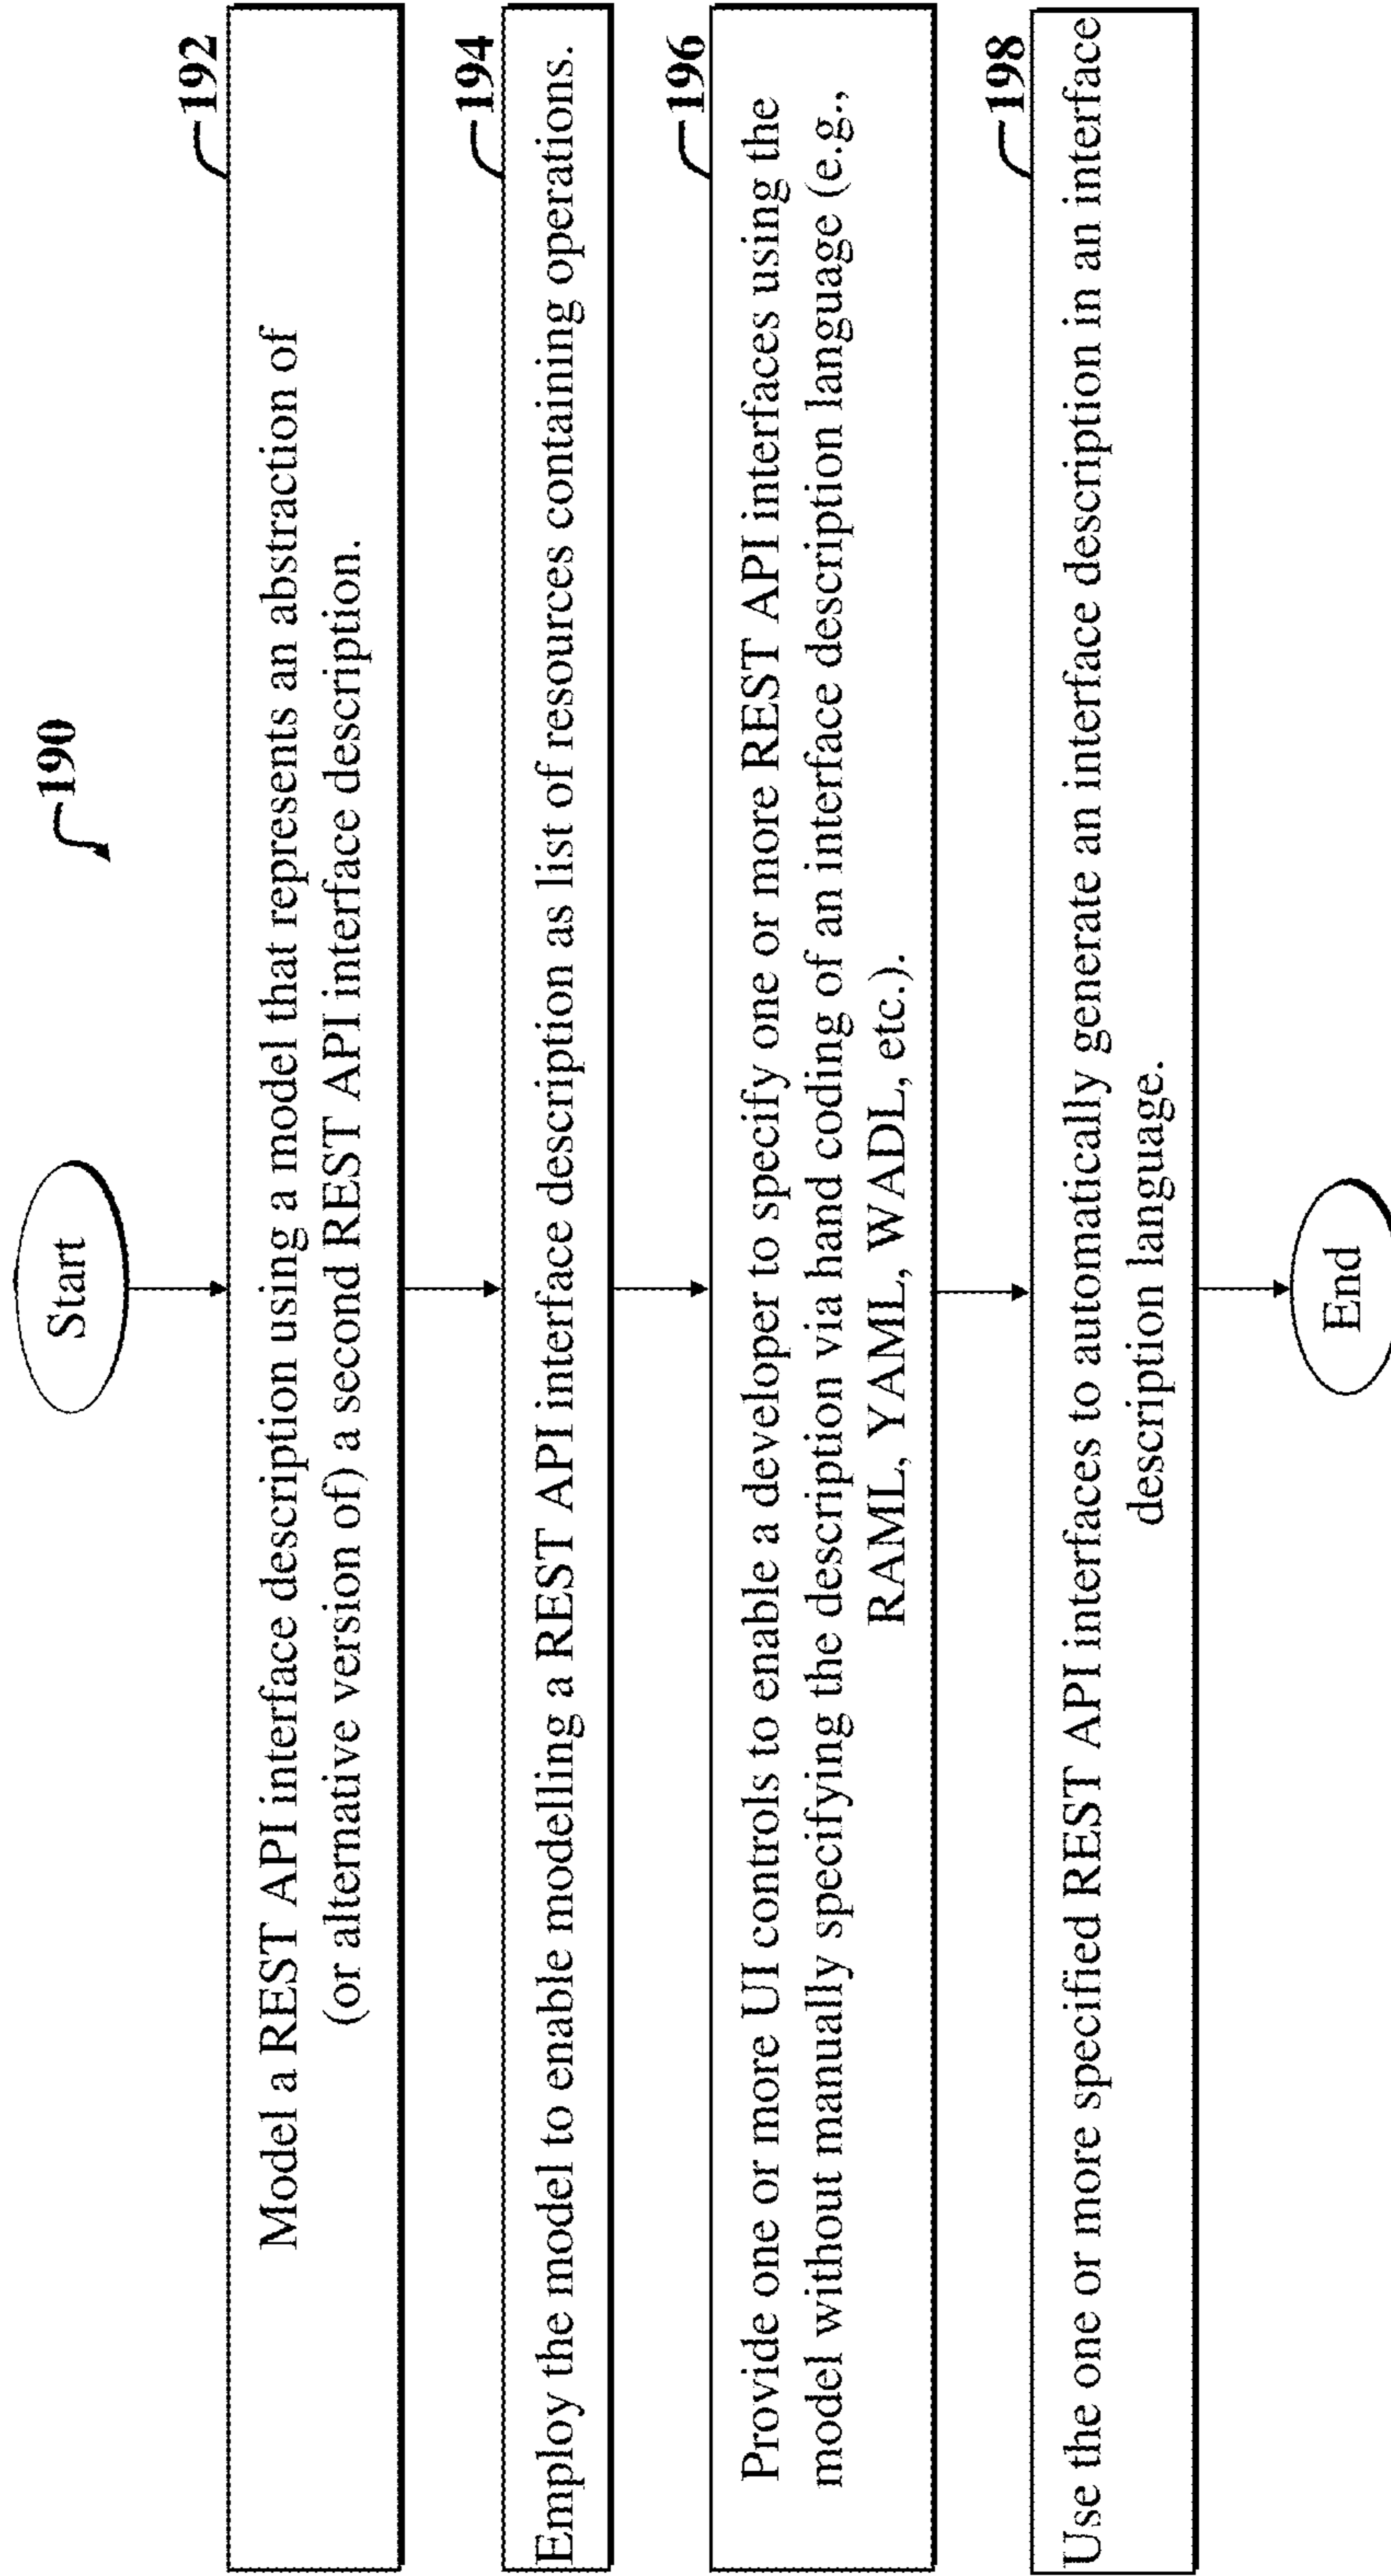 190
Start
192
Model a REST API interface description using a model that represents an abstraction of
(or alternative version of) a second REST API interface description.
194
Employ the model to enable modelling a REST API interface description as list of resources containing operations.
196
Provide one or more UI controls to enable a developer to specify one or more REST API interfaces using the
model without manually specifying the description via hand coding of an interface description language (e.g.,
RAML, YAML, WADL, etc.).
198
Use the one or more specified REST API interfaces to automatically generate an interface description in an interface
description language.
End